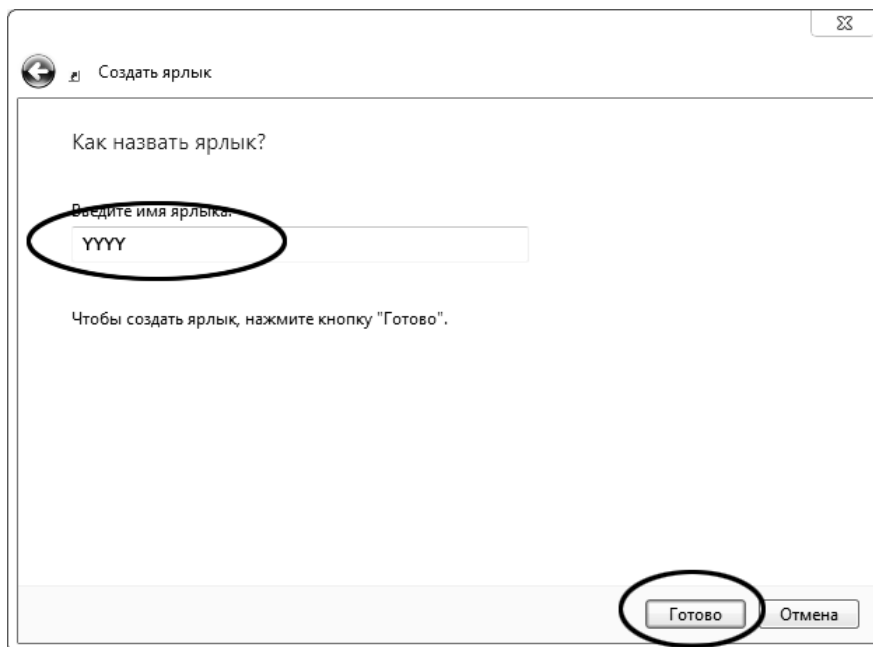 Создать ярлык
Как назвать ярлык?
Введите имя ярлыка:
YYYY
Чтобы создать ярлык, нажмите кнопку "Готово".
Готово
Отмена